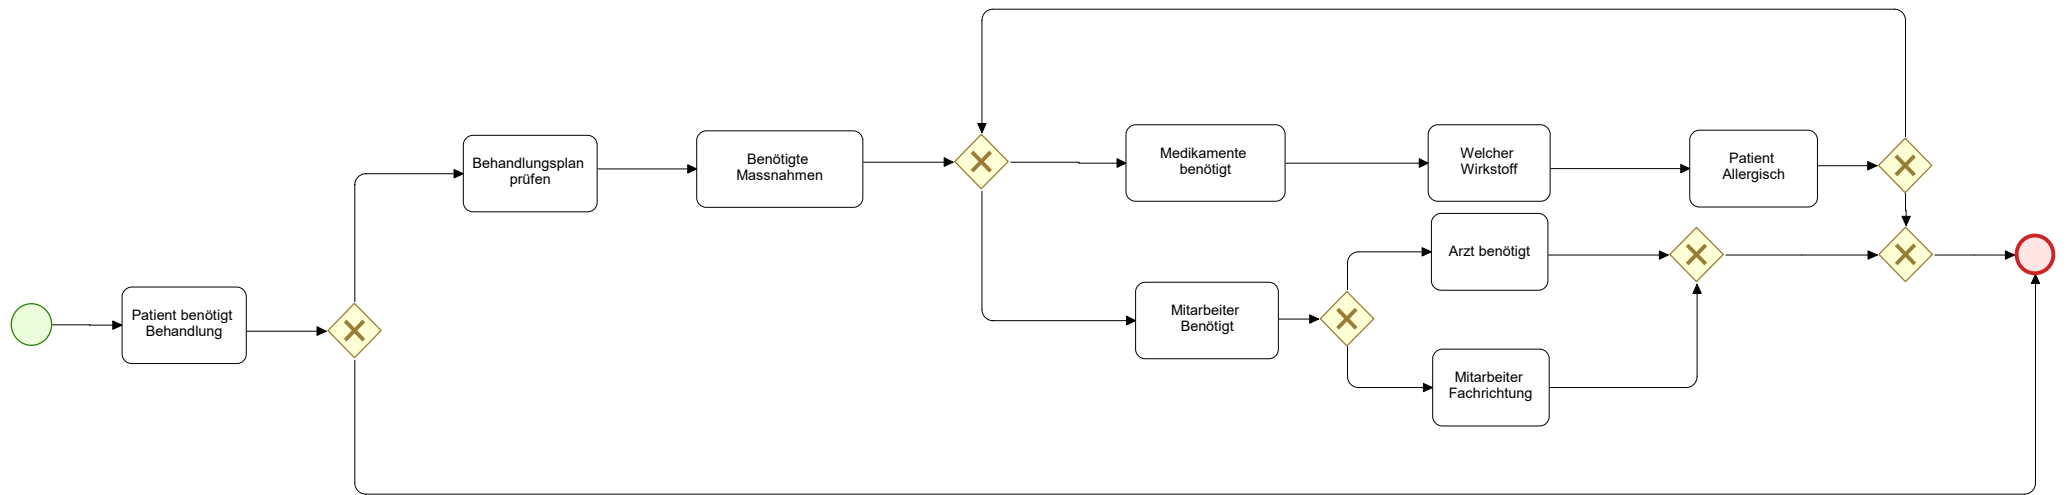 Patient benötigt
Behandlung
Behandlungsplan
prüfen
Benötigte
Massnahmen
Medikamente
benötigt
Welcher
Wirkstoff
Patient
Allergisch
Mitarbeiter
Benötigt
Arzt benötigt
Mitarbeiter
Fachrichtung